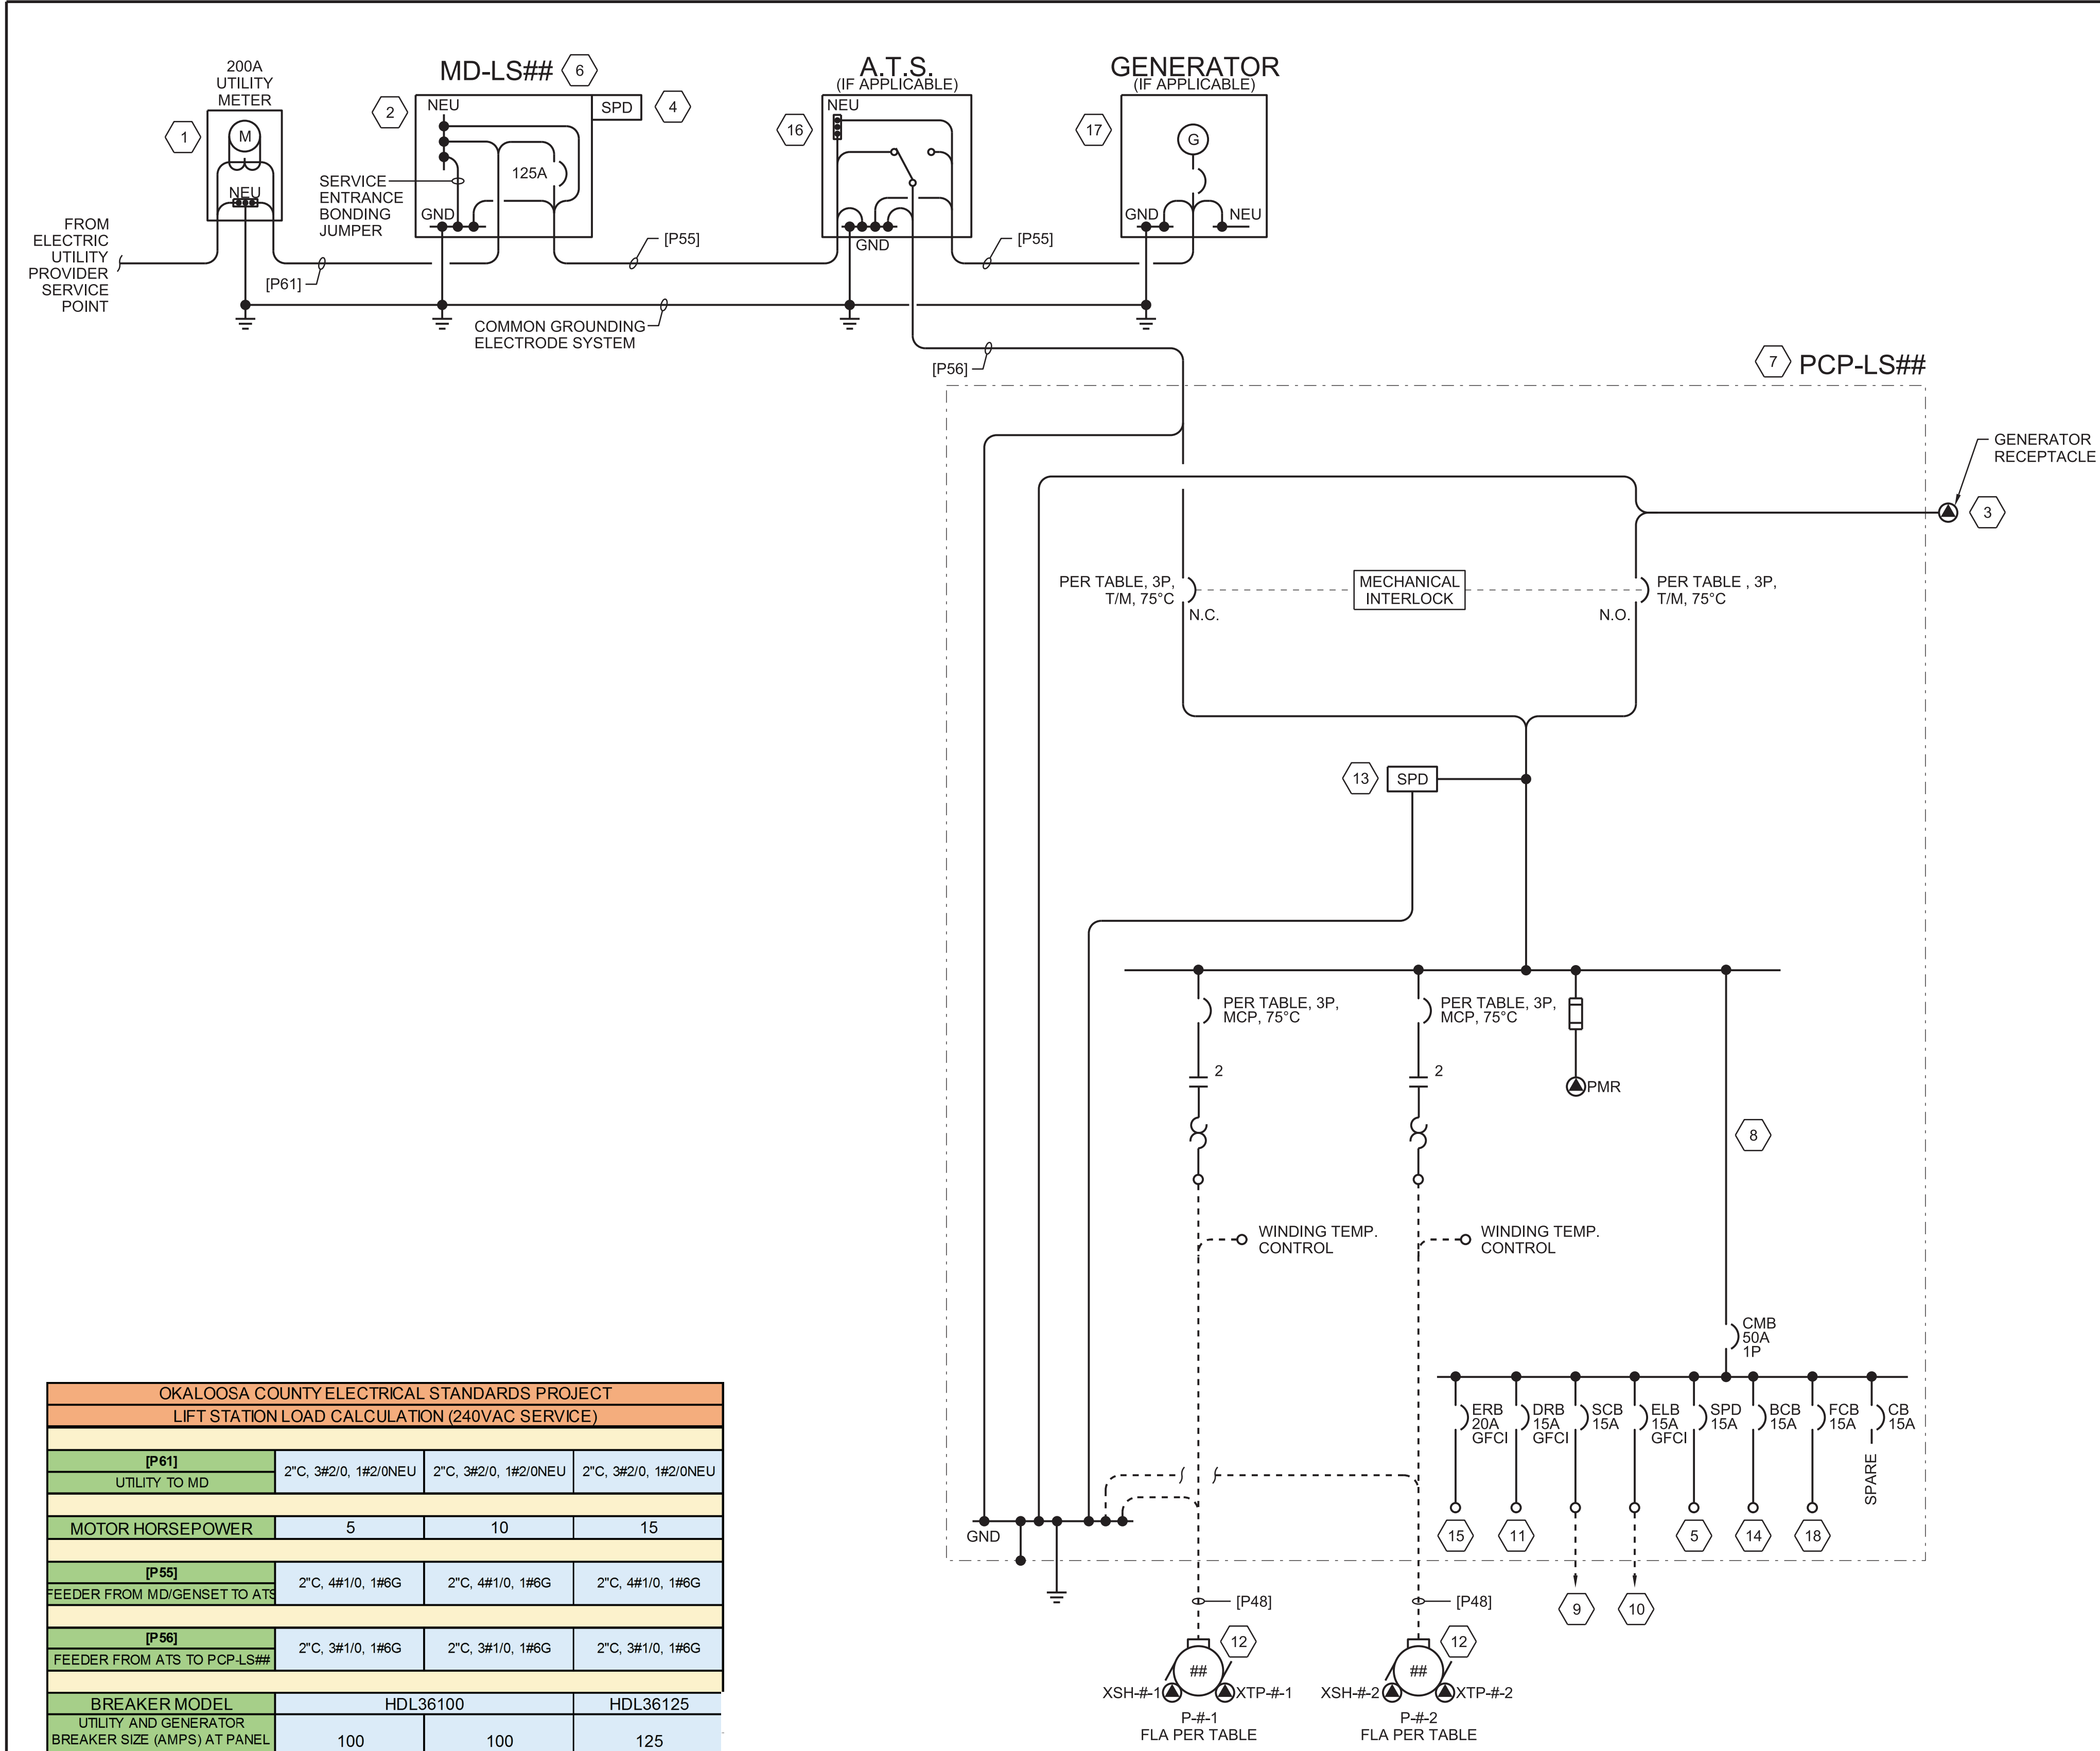 200A
UTILITY
METER
1
M
NEU
FROM
ELECTRIC
UTILITY
PROVIDER
SERVICE
POINT
[P61]
MD-LS##
6
2
NEU
SPD
4
125A
SERVICE
ENTRANCE
BONDING
JUMPER
GND
[P55]
COMMON GROUNDING
ELECTRODE SYSTEM
A.T.S.
(IF APPLICABLE)
NEU
16
GND
[P55]
GENERATOR
(IF APPLICABLE)
17
G
GND
NEU
[P56]
7
PCP-LS##
GENERATOR
RECEPTACLE
3
PER TABLE, 3P,
T/M, 75°C
N.C.
MECHANICAL
INTERLOCK
PER TABLE , 3P,
T/M, 75°C
N.O.
13
SPD
PER TABLE, 3P,
MCP, 75°C
PER TABLE, 3P,
MCP, 75°C
2
2
PMR
8
WINDING TEMP.
CONTROL
WINDING TEMP.
CONTROL
CMB
50A
1P
ERB
20A
GFCI
DRB
15A
GFCI
SCB
15A
ELB
15A
GFCI
SPD
15A
BCB
15A
FCB
15A
CB
15A
SPARE
15
11
5
14
18
9
10
GND
[P48]
[P48]
12
12
##
##
XSH-#-1
XTP-#-1
XSH-#-2
XTP-#-2
P-#-1
FLA PER TABLE
P-#-2
FLA PER TABLE
OKALOOSA COUNTY ELECTRICAL STANDARDS PROJECT
LIFT STATION LOAD CALCULATION (240VAC SERVICE)
[P61]
UTILITY TO MD
2"C, 3#2/0, 1#2/0NEU
2"C, 3#2/0, 1#2/0NEU
2"C, 3#2/0, 1#2/0NEU
MOTOR HORSEPOWER
5
10
15
[P55]
FEEDER FROM MD/GENSET TO ATS
2"C, 4#1/0, 1#6G
2"C, 4#1/0, 1#6G
2"C, 4#1/0, 1#6G
[P56]
FEEDER FROM ATS TO PCP-LS##
2"C, 3#1/0, 1#6G
2"C, 3#1/0, 1#6G
2"C, 3#1/0, 1#6G
BREAKER MODEL
HDL36100
HDL36125
UTILITY AND GENERATOR
BREAKER SIZE (AMPS) AT PANEL
100
100
125